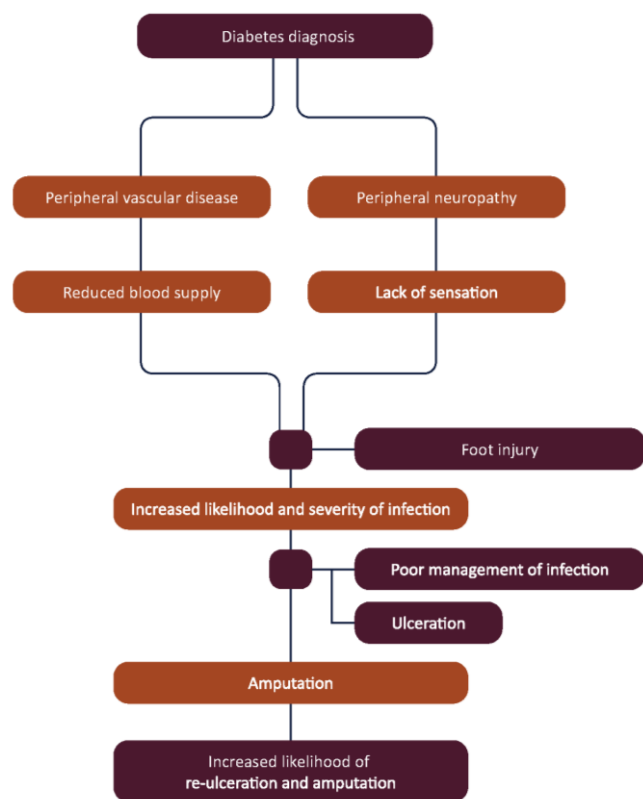 Diabetes diagnosis
Peripheral vascular disease
Peripheral neuropathy
Reduced blood supply
Lack of sensation
Foot injury
Increased likelihood and severity of infection
Poor management of infection
Ulceration
Amputation
Increased likelihood of
re-ulceration and amputation